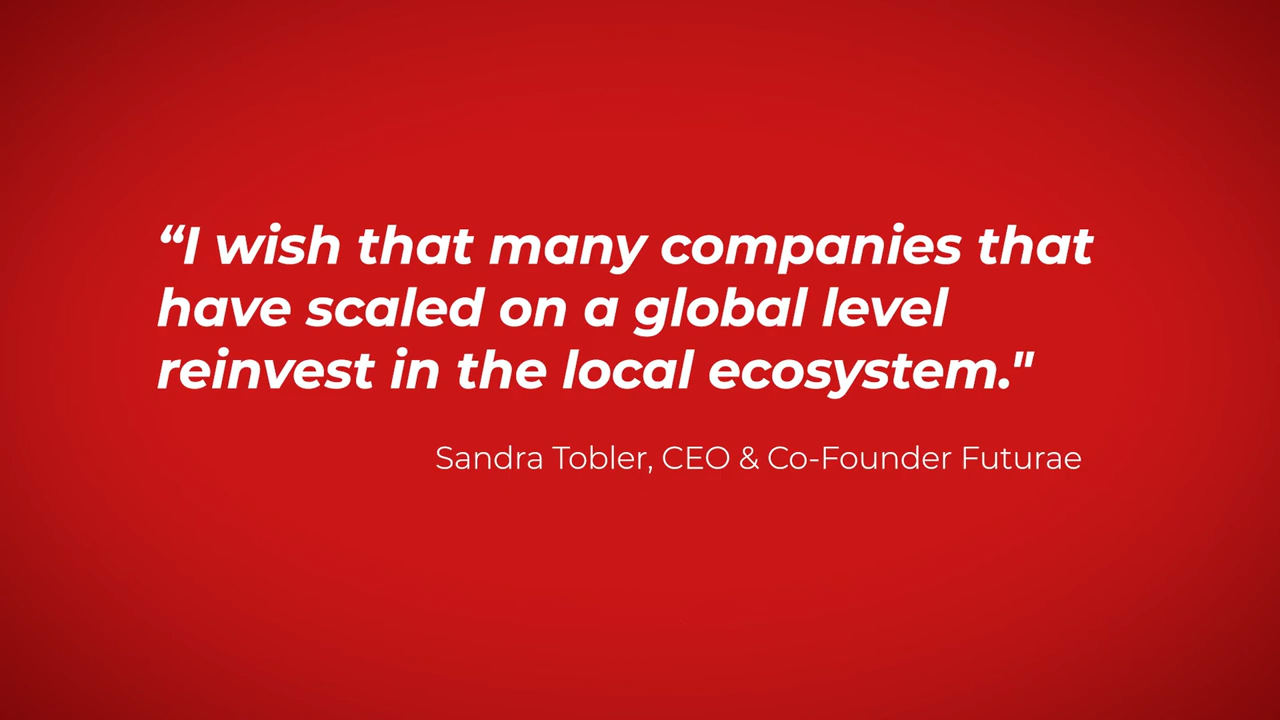 “I wish that many companies that
have scaled on a global level
reinvest in the local ecosystem."
Sandra Tobler, CEO & Co-Founder Futurae